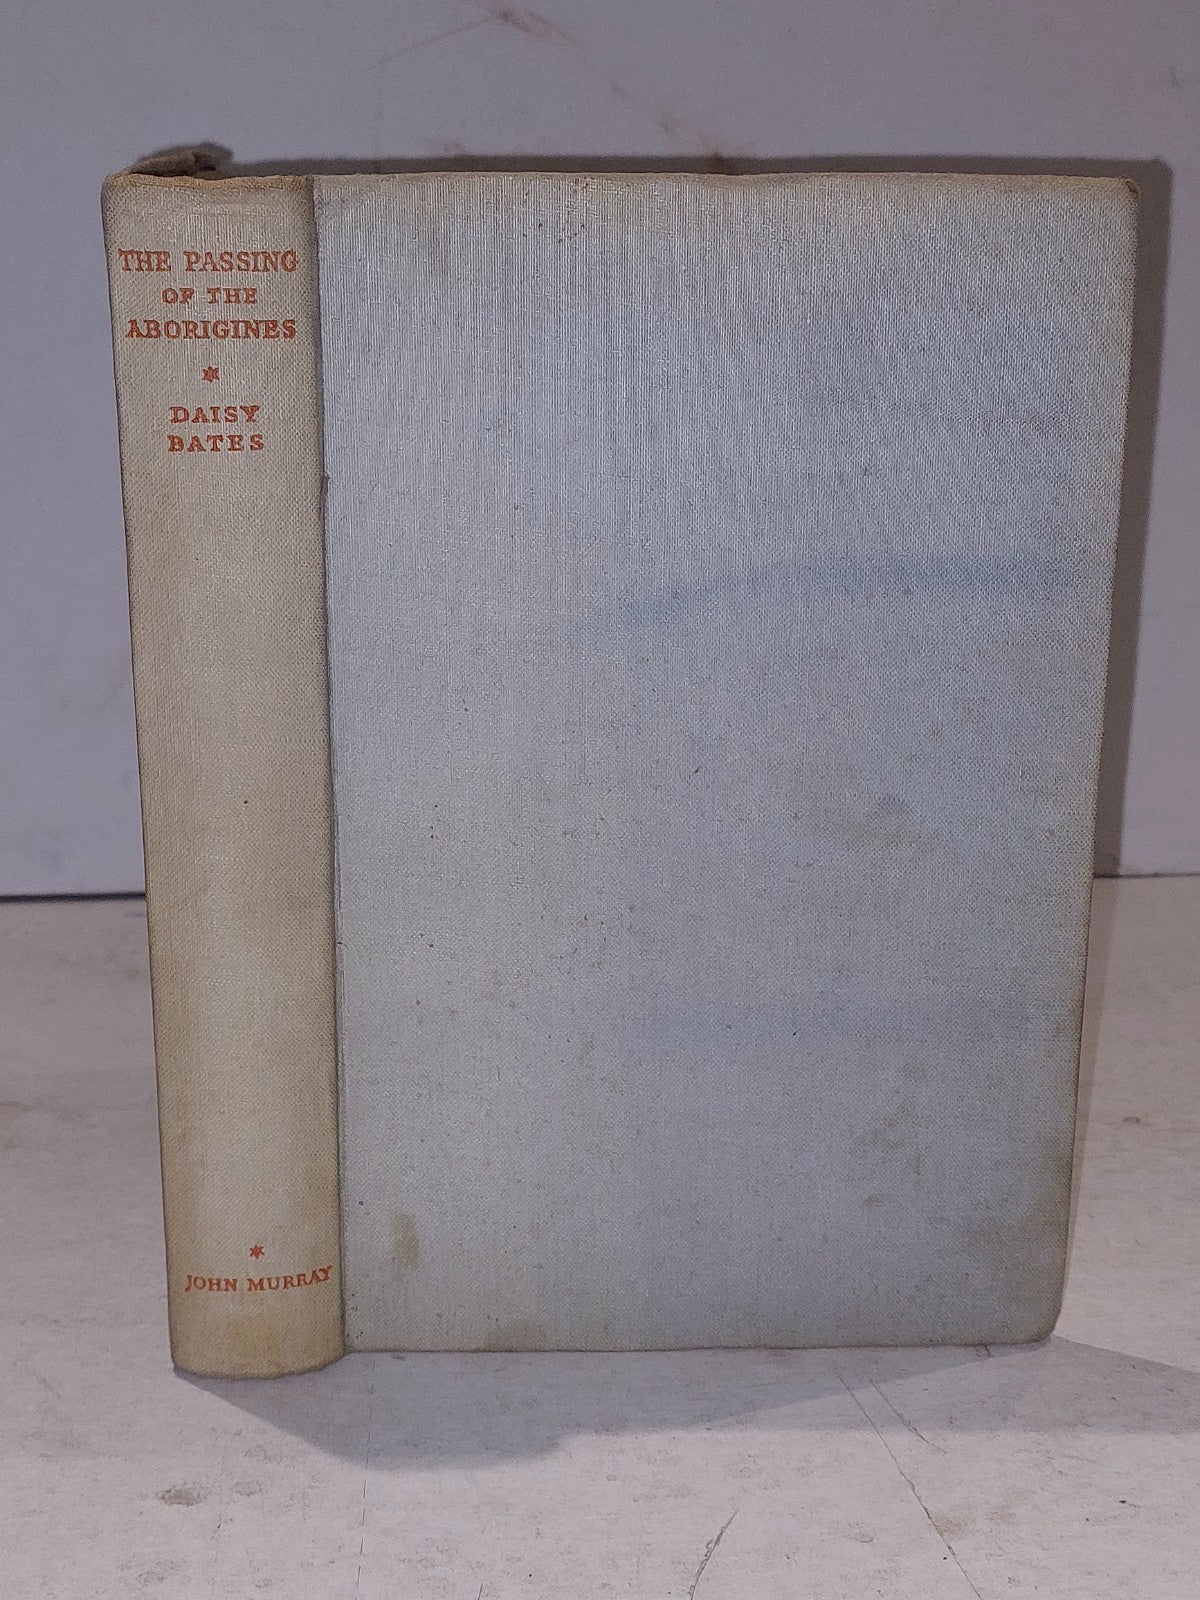 THE PASSING
OF THE
ABORIGINES
DAISY
BATES
JOHN MURRAY